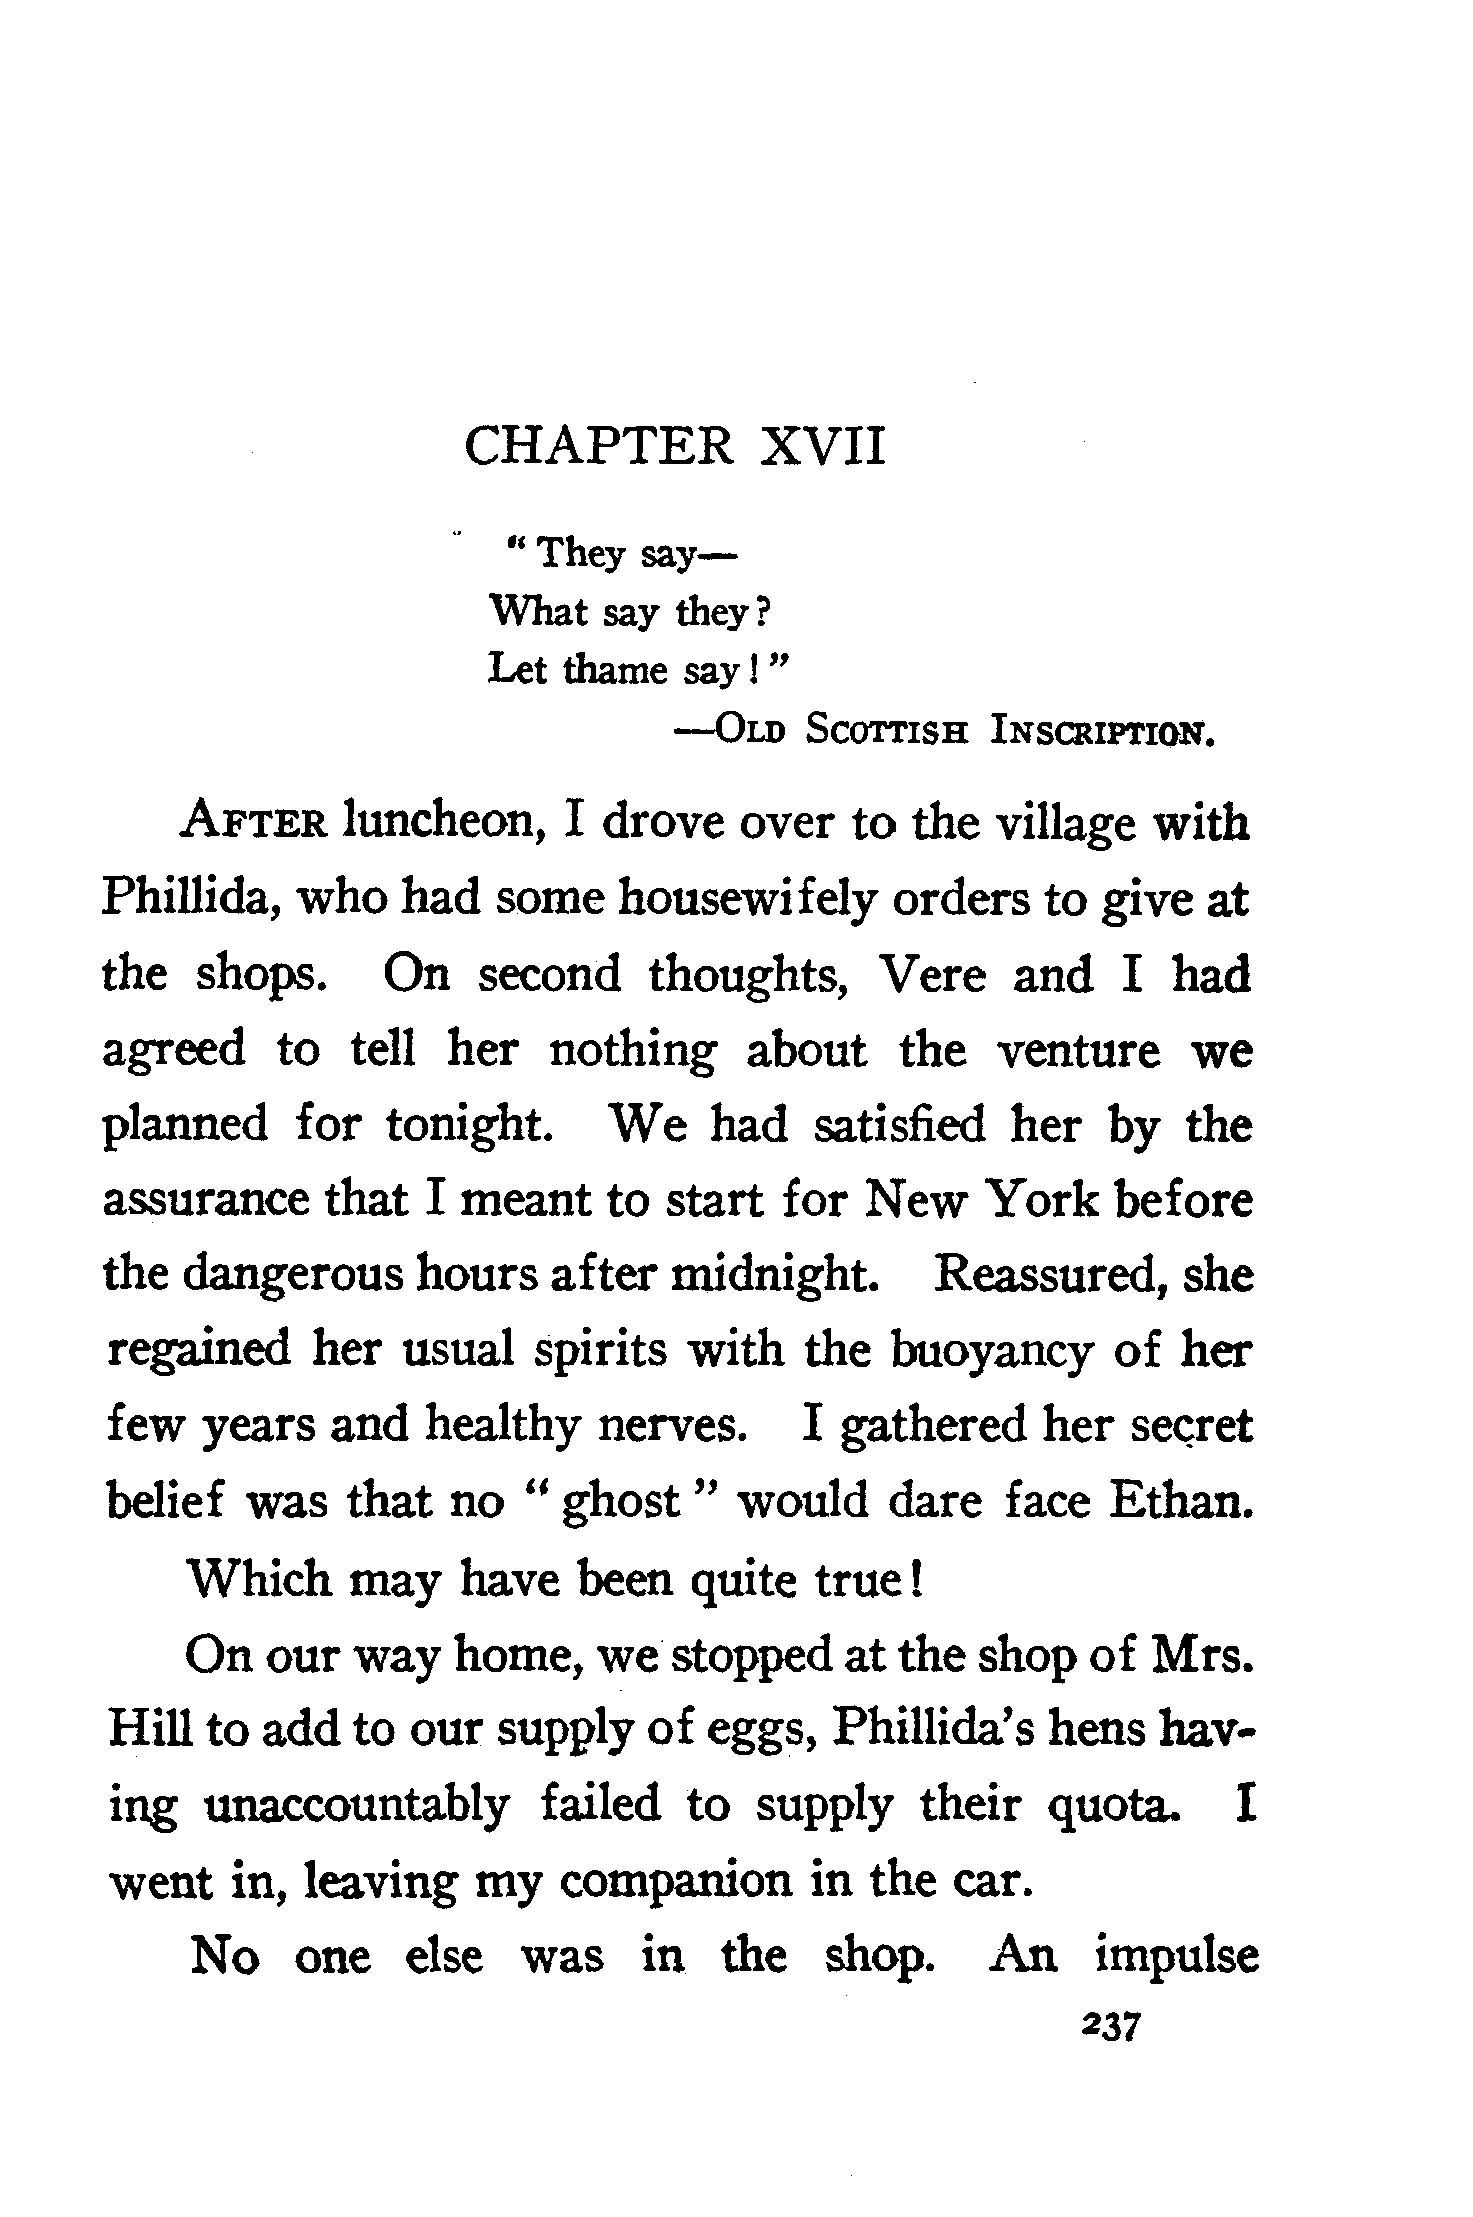 CHAPTER XVII
" They say—
What say they?
Let thame say! "
—OLD SCOTTISH INSCRIPTION.
AFTER luncheon, I drove over to the village with
Phillida, who had some housewifely orders to give at
the shops. On second thoughts, Vere and I had
agreed to tell her nothing about the venture we
planned for tonight. We had satisfied her by the
assurance that I meant to start for New York before
the dangerous hours after midnight. Reassured, she
regained her usual spirits with the buoyancy of her
few years and healthy nerves. I gathered her secret
belief was that no " ghost " would dare face Ethan.
Which may have been quite true!
On our way home, we stopped at the shop of Mrs.
Hill to add to our supply of eggs, Phillida's hens hav-
ing unaccountably failed to supply their quota. I
went in, leaving my companion in the car.
No one else was in the shop. An impulse
237